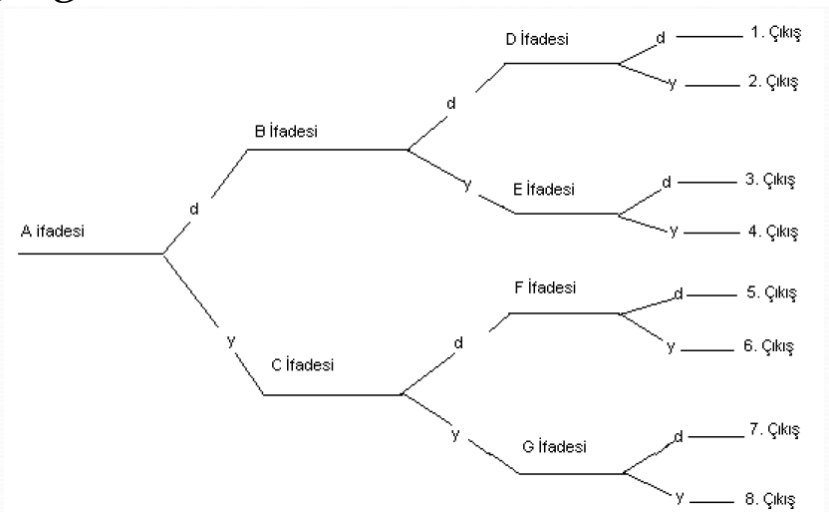 D İfadesi
d
1. Çıkış
y
2. Çıkış
d
B İfadesi
y
E İfadesi
d
3. Çıkış
y
4. Çıkış
d
A ifadesi
F İfadesi
d
5. Çıkış
y
6. Çıkış
d
y
C İfadesi
y
G İfadesi
d
7. Çıkış
y
8. Çıkış